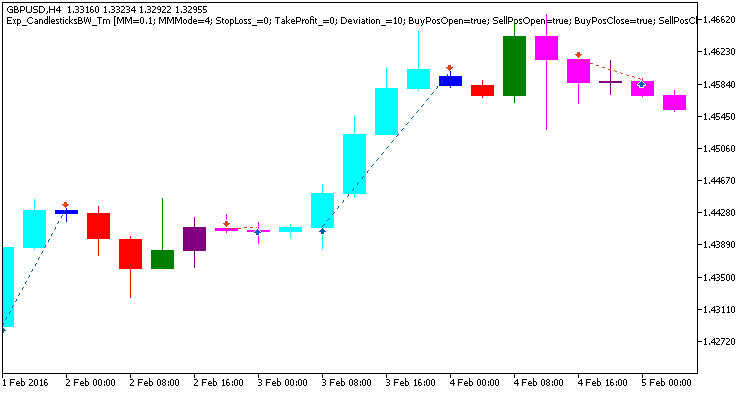 GBPUSD,H4 1.33160 1.33234 1.32922 1.32955
Exp_CandlesticksBW_Tm [MM=0.1; MMMode=4; StopLoss_=0; TakeProfit_=0; Deviation_=10; BuyPosOpen=true; SellPosOpen=true; BuyPosClose=true; SellPosCl
1.46620
1.46230
1.45840
1.45450
1.45060
1.44670
1.44280
1.43890
1.43500
1.43110
1.42720
1 Feb 2016
2 Feb 00:00
2 Feb 08:00
2 Feb 16:00
3 Feb 00:00
3 Feb 08:00
3 Feb 16:00
4 Feb 00:00
4 Feb 08:00
4 Feb 16:00
5 Feb 00:00